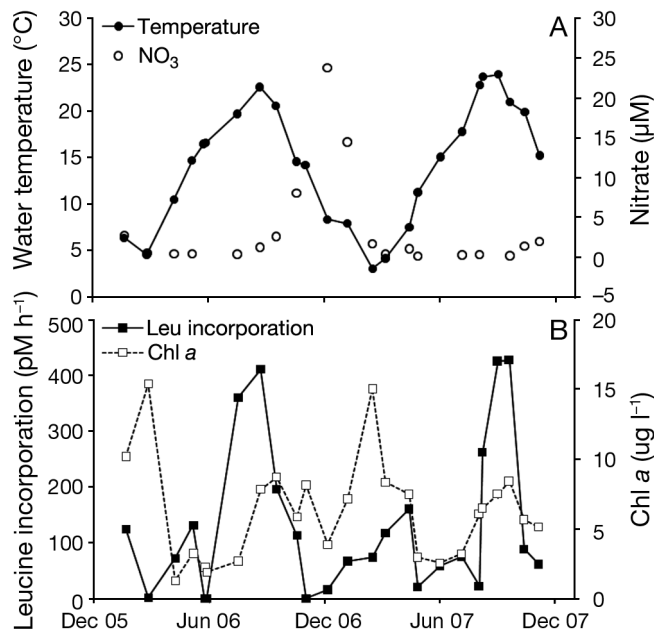 A
Temperature
NO3
Water temperature (°C)
30
25
20
15
10
5
0
Nitrate (µM)
30
25
20
15
10
5
0
–5
B
Leu incorporation
Chl a
Leucine incorporation (pM h–1)
500
400
300
200
100
0
Chl a (ug l–1)
20
15
10
5
0
Dec 05 Jun 06 Dec 06 Jun 07 Dec 07